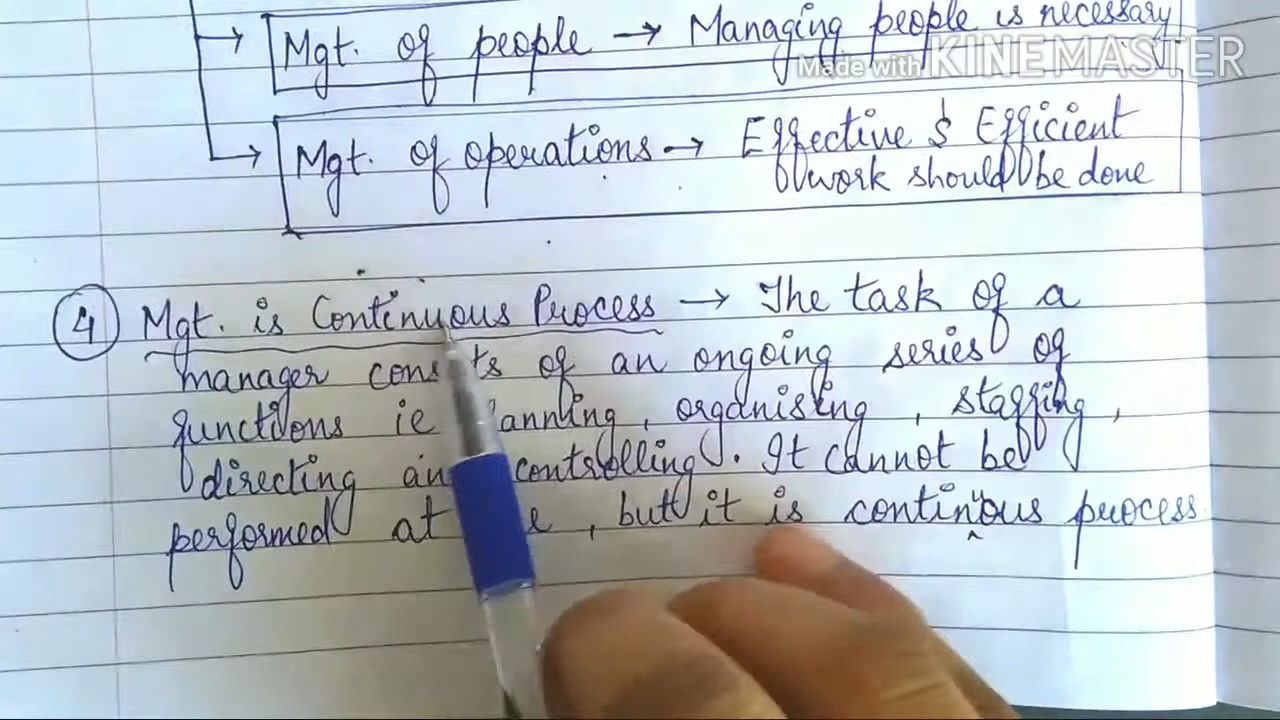 Mgt. of people → Managing people is necessary
Made with KINEMASTER
Mgt. of operations → Effective & Efficient
work should be done
4 Mgt. is Continuous Process → The task of a
manager of an ongoing series of
functions ie organising, staffing,
directing controlling. It cannot be
performed at , but it is continuous process